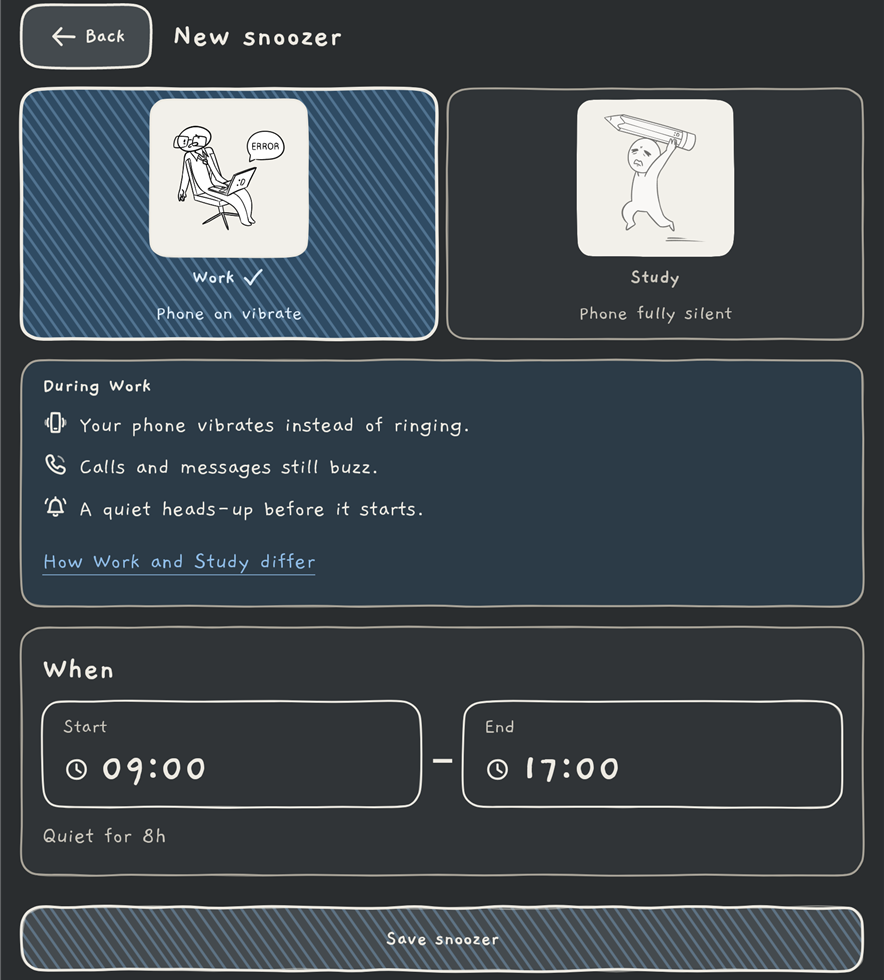 Back
New snoozer
ERROR
:D
Work
Phone on vibrate
Study
Phone fully silent
During Work
Your phone vibrates instead of ringing.
Calls and messages still buzz.
A quiet heads-up before it starts.
How Work and Study differ
When
Start
09:00
–
End
17:00
Quiet for 8h
Save snoozer